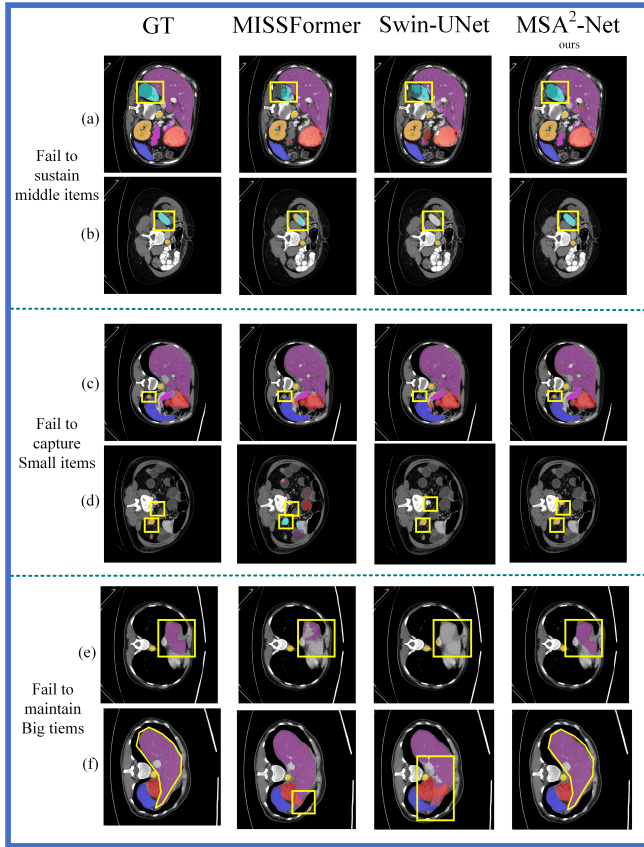 GT MISSFormer Swin-UNet MSA²-Net
ours
(a)
Fail to
sustain
middle items
(b)
(c)
Fail to
capture
Small items
(d)
(e)
Fail to
maintain
Big tiems
(f)